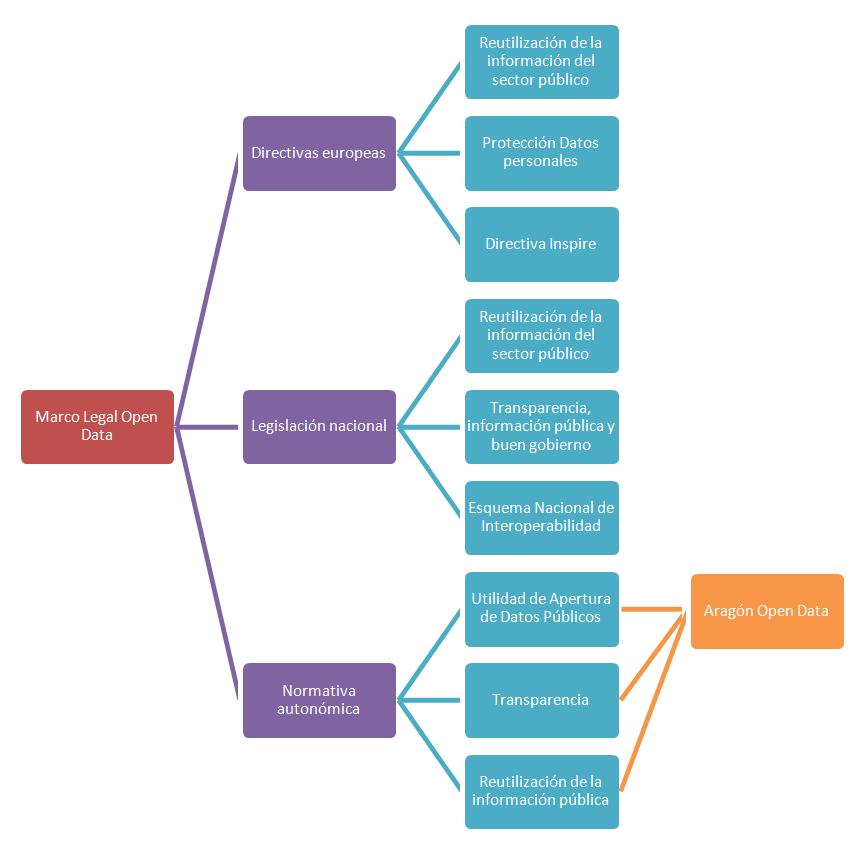 Reutilización de la
información del
sector público
Directivas europeas
Protección Datos
personales
Directiva Inspire
Reutilización de la
información del
sector público
Marco Legal Open
Data
Legislación nacional
Transparencia,
información pública y
buen gobierno
Esquema Nacional de
Interoperabilidad
Utilidad de Apertura
de Datos Públicos
Aragón Open Data
Normativa
autonómica
Transparencia
Reutilización de la
información pública